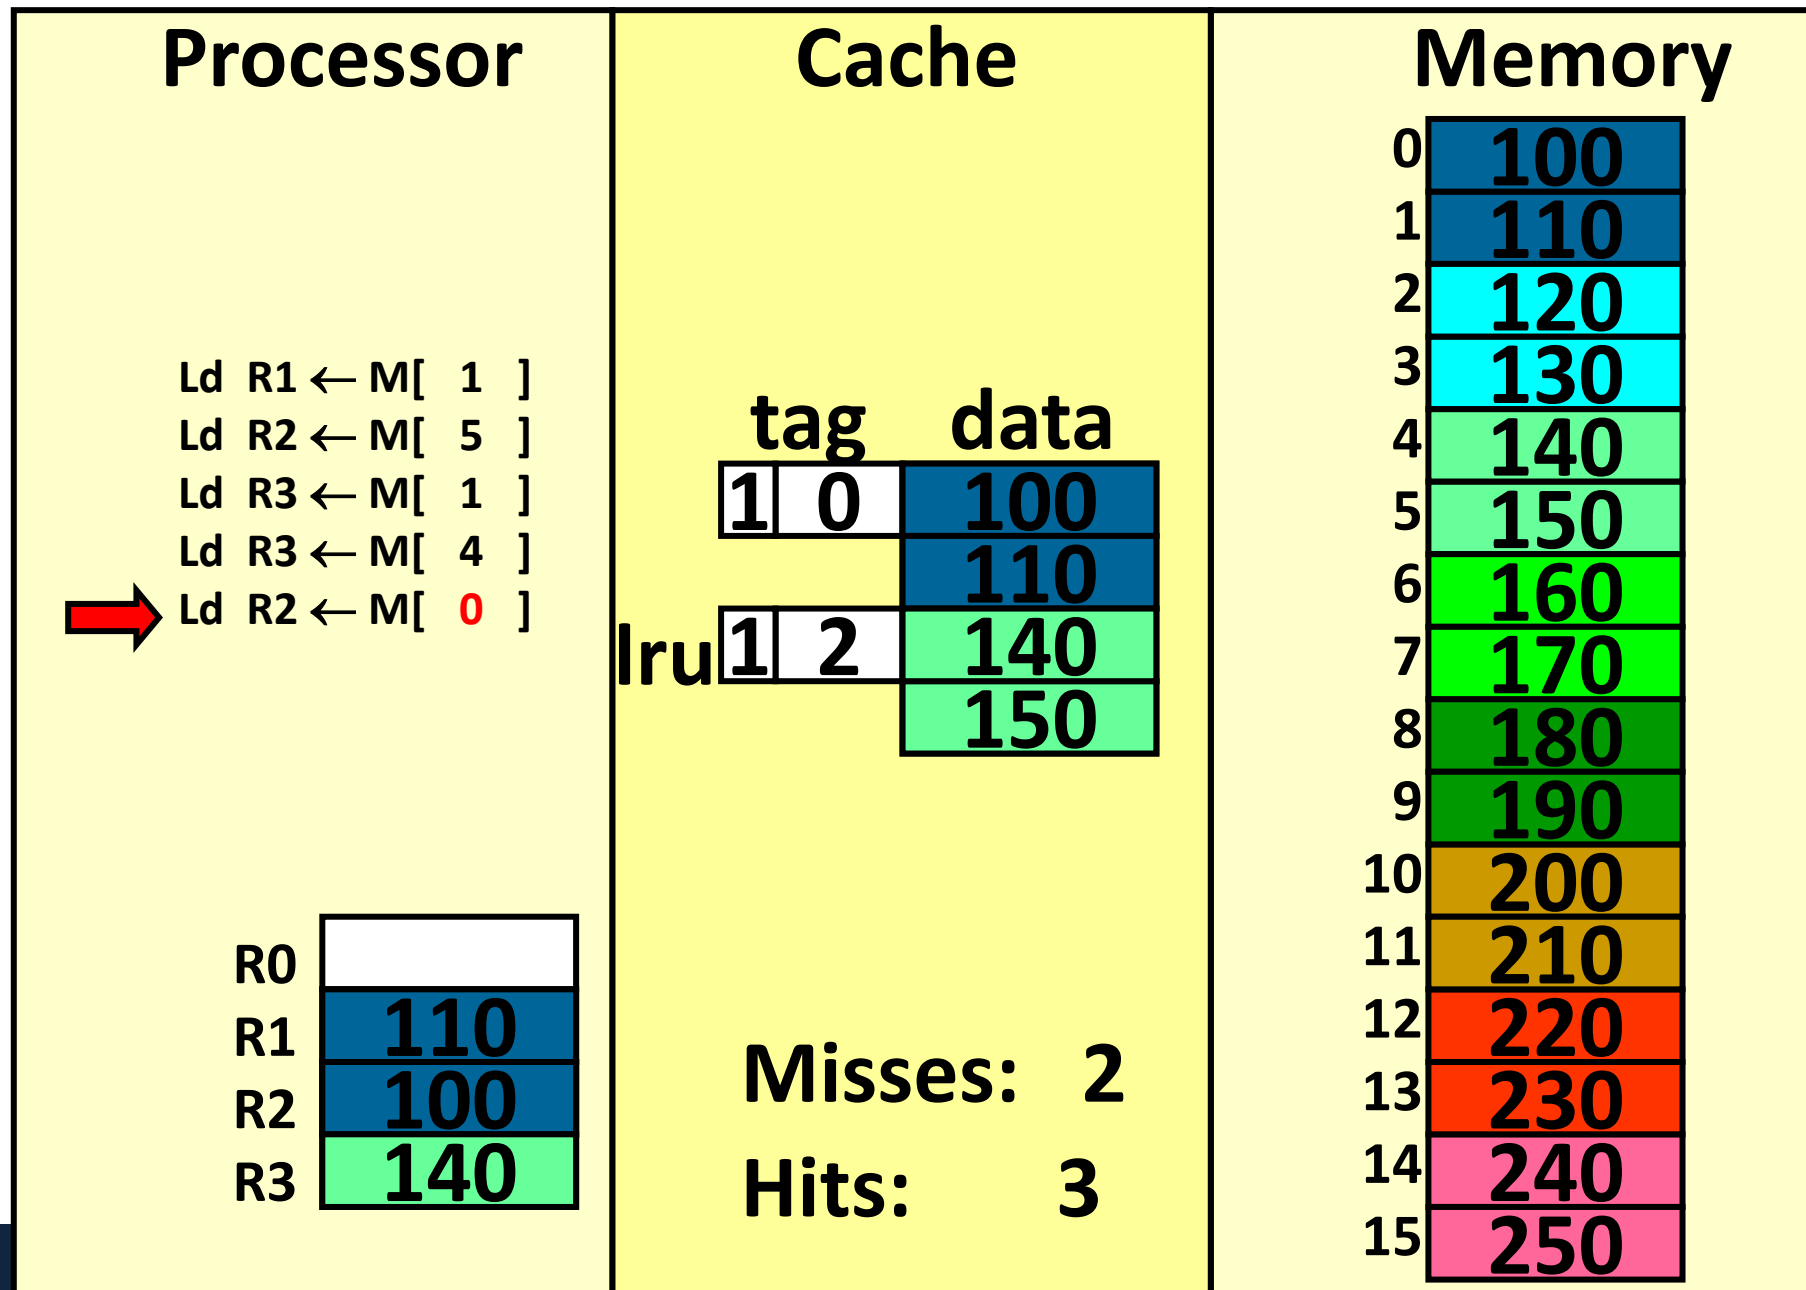 Processor
Ld R1 ← M[ 1 ]
Ld R2 ← M[ 5 ]
Ld R3 ← M[ 1 ]
Ld R3 ← M[ 4 ]
Ld R2 ← M[ 0 ]
R0
R1 110
R2 100
R3 140
Cache
tag data
1 0 100
110
lru 1 2 140
150
Misses: 2
Hits: 3
Memory
0 100
1 110
2 120
3 130
4 140
5 150
6 160
7 170
8 180
9 190
10 200
11 210
12 220
13 230
14 240
15 250